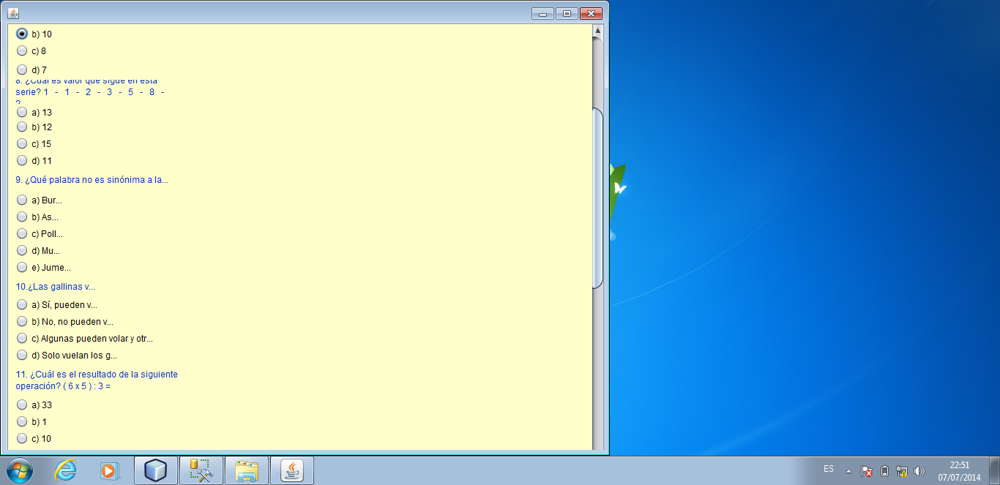 b) 10
c) 8
d) 7
8. ¿Cuál es valor que sigue en esta
serie? 1 - 1 - 2 - 3 - 5 - 8 -
?
a) 13
b) 12
c) 15
d) 11
9. ¿Qué palabra no es sinónima a la...
a) Bur...
b) As...
c) Poll...
d) Mu...
e) Jume...
10.¿Las gallinas v...
a) Sí, pueden v...
b) No, no pueden v...
c) Algunas pueden volar y otr...
d) Solo vuelan los g...
11. ¿Cuál es el resultado de la siguiente
operación? ( 6 x 5 ) : 3 =
a) 33
b) 1
c) 10
ES
22:51
07/07/2014